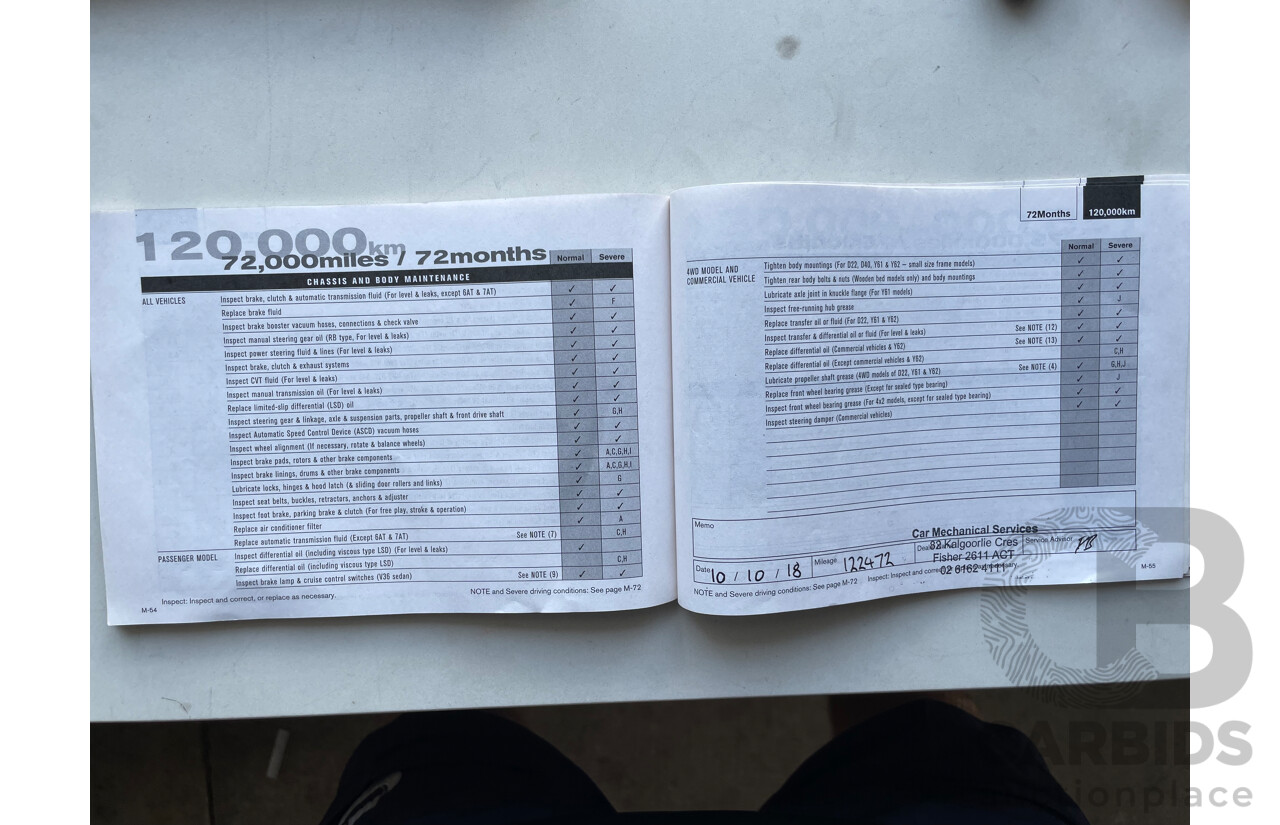 120,000km
72,000miles / 72months
Normal Severe
CHASSIS AND BODY MAINTENANCE
ALL VEHICLES
Inspect brake, clutch & automatic transmission fluid (For level & leaks, except 6AT & 7AT) ✓ ✓
Replace brake fluid ✓ F
Inspect brake booster vacuum hoses, connections & check valve ✓ ✓
Inspect manual steering gear oil (RB type, For level & leaks) ✓ ✓
Inspect power steering fluid & lines (For level & leaks) ✓ ✓
Inspect brake, clutch & exhaust systems ✓ ✓
Inspect CVT fluid (For level & leaks) ✓ ✓
Inspect manual transmission oil (For level & leaks) ✓ ✓
Replace limited-slip differential (LSD) oil ✓ ✓
Inspect steering gear & linkage, axle & suspension parts, propeller shaft & front drive shaft ✓ G,H
Inspect Automatic Speed Control Device (ASCD) vacuum hoses ✓ ✓
Inspect wheel alignment (If necessary, rotate & balance wheels) ✓ ✓
Inspect brake pads, rotors & other brake components ✓ A,C,G,H,I
Inspect brake linings, drums & other brake components ✓ A,C,G,H,I
Lubricate locks, hinges & hood latch (& sliding door rollers and links) ✓ G
Inspect seat belts, buckles, retractors, anchors & adjuster ✓ ✓
Inspect foot brake, parking brake & clutch (For free play, stroke & operation) ✓ ✓
Replace air conditioner filter ✓ A
Replace automatic transmission fluid (Except 6AT & 7AT) See NOTE (7) C,H
PASSENGER MODEL
Inspect differential oil (including viscous type LSD) (For level & leaks) ✓
Replace differential oil (including viscous type LSD) C,H
Inspect brake lamp & cruise control switches (V36 sedan) See NOTE (9) ✓ ✓
Inspect: Inspect and correct, or replace as necessary.
NOTE and Severe driving conditions: See page M-72
M-54
72Months 120,000km
Normal Severe
4WD MODEL AND
COMMERCIAL VEHICLE
Tighten body mountings (For D22, D40, Y61 & Y62 – small size frame models) ✓ ✓
Tighten rear body bolts & nuts (Wooden bed models only) and body mountings ✓ ✓
Lubricate axle joint in knuckle flange (For Y61 models) ✓ ✓
Inspect free-running hub grease ✓ J
Replace transfer oil or fluid (For D22, Y61 & Y62) ✓ ✓
Inspect transfer & differential oil or fluid (For level & leaks) See NOTE (12) ✓ ✓
Replace differential oil (Commercial vehicles & Y62) See NOTE (13) ✓ ✓
Replace differential oil (Except commercial vehicles & Y62) C,H
Lubricate propeller shaft grease (4WD models of D22, Y61 & Y62) See NOTE (4) ✓ G,H,J
Replace front wheel bearing grease (Except for sealed type bearing) ✓ J
Inspect front wheel bearing grease (For 4x2 models, except for sealed type bearing) ✓ ✓
Inspect steering damper (Commercial vehicles) ✓ ✓
Memo
Car Mechanical Services
82 Kalgoorlie Cres
Fisher 2611 ACT
02 6162 4111
Service Advisor
Date 10 / 10 / 18
Mileage 122472
NOTE and Severe driving conditions: See page M-72
Inspect: Inspect and
M-55
CB
CARBIDS
auctionplace